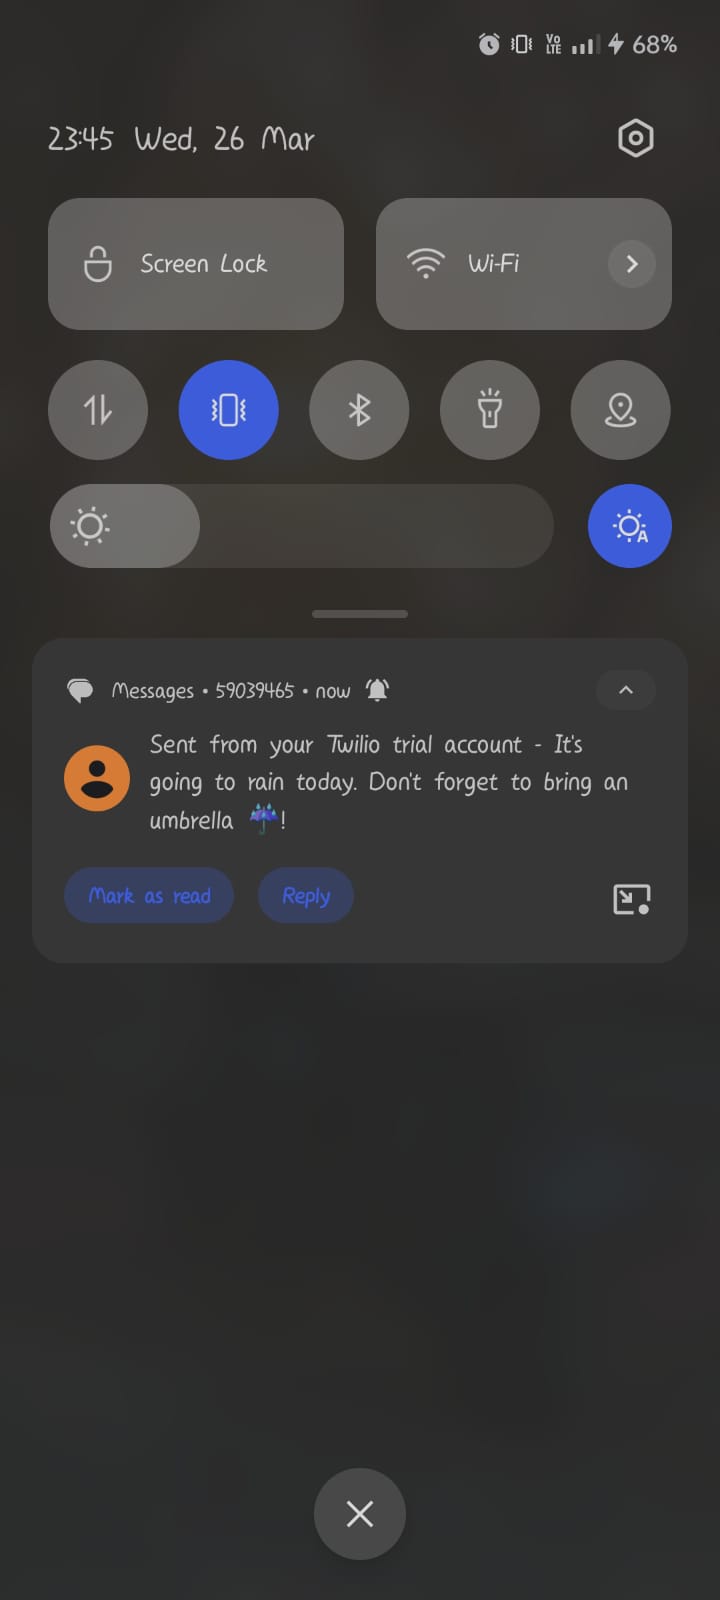 Vo LTE 68%
23:45 Wed, 26 Mar
Screen Lock
Wi-Fi
A
Messages • 59039465 • now
Sent from your Twilio trial account - It's
going to rain today. Don't forget to bring an
umbrella ☔!
Mark as read
Reply